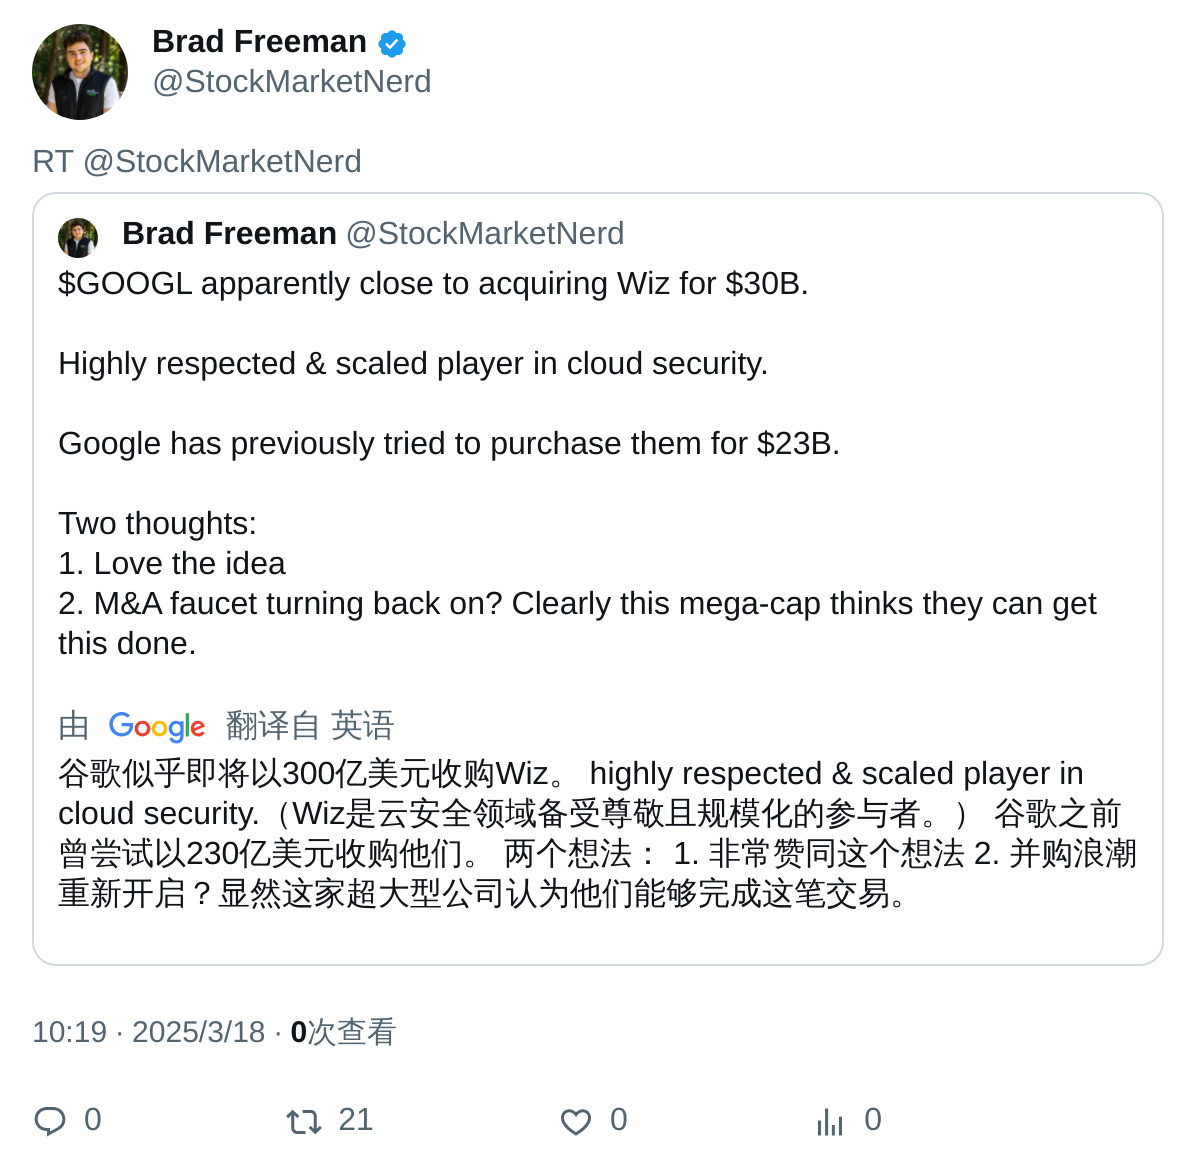 Brad Freeman
@StockMarketNerd
RT @StockMarketNerd
Brad Freeman @StockMarketNerd
$GOOGL apparently close to acquiring Wiz for $30B.
Highly respected & scaled player in cloud security.
Google has previously tried to purchase them for $23B.
Two thoughts:
1. Love the idea
2. M&A faucet turning back on? Clearly this mega-cap thinks they can get
this done.
由 Google 翻译自 英语
谷歌似乎即将以300亿美元收购Wiz。 highly respected & scaled player in
cloud security.（Wiz是云安全领域备受尊敬且规模化的参与者。） 谷歌之前
曾尝试以230亿美元收购他们。 两个想法： 1. 非常赞同这个想法 2. 并购浪潮
重新开启？显然这家超大型公司认为他们能够完成这笔交易。
10:19 · 2025/3/18 · 0次查看
0 21 0 0